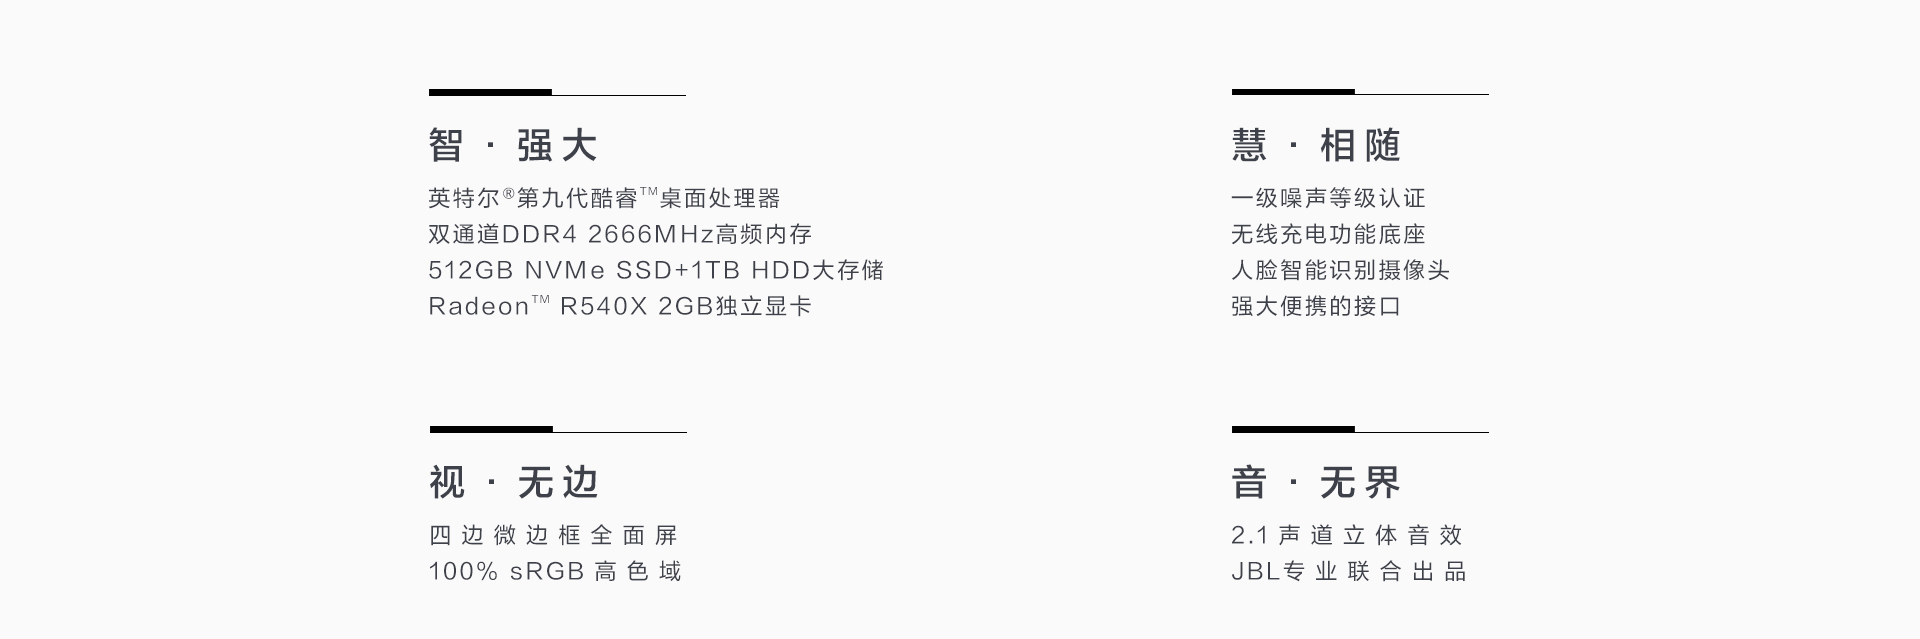 智 · 强大
英特尔®第九代酷睿™桌面处理器
双通道DDR4 2666MHz高频内存
512GB NVMe SSD+1TB HDD大存储
Radeon™ R540X 2GB独立显卡
慧 · 相随
一级噪声等级认证
无线充电功能底座
人脸智能识别摄像头
强大便携的接口
视 · 无边
四边微边框全面屏
100% sRGB 高色域
音 · 无界
2.1 声道立体音效
JBL专业联合出品